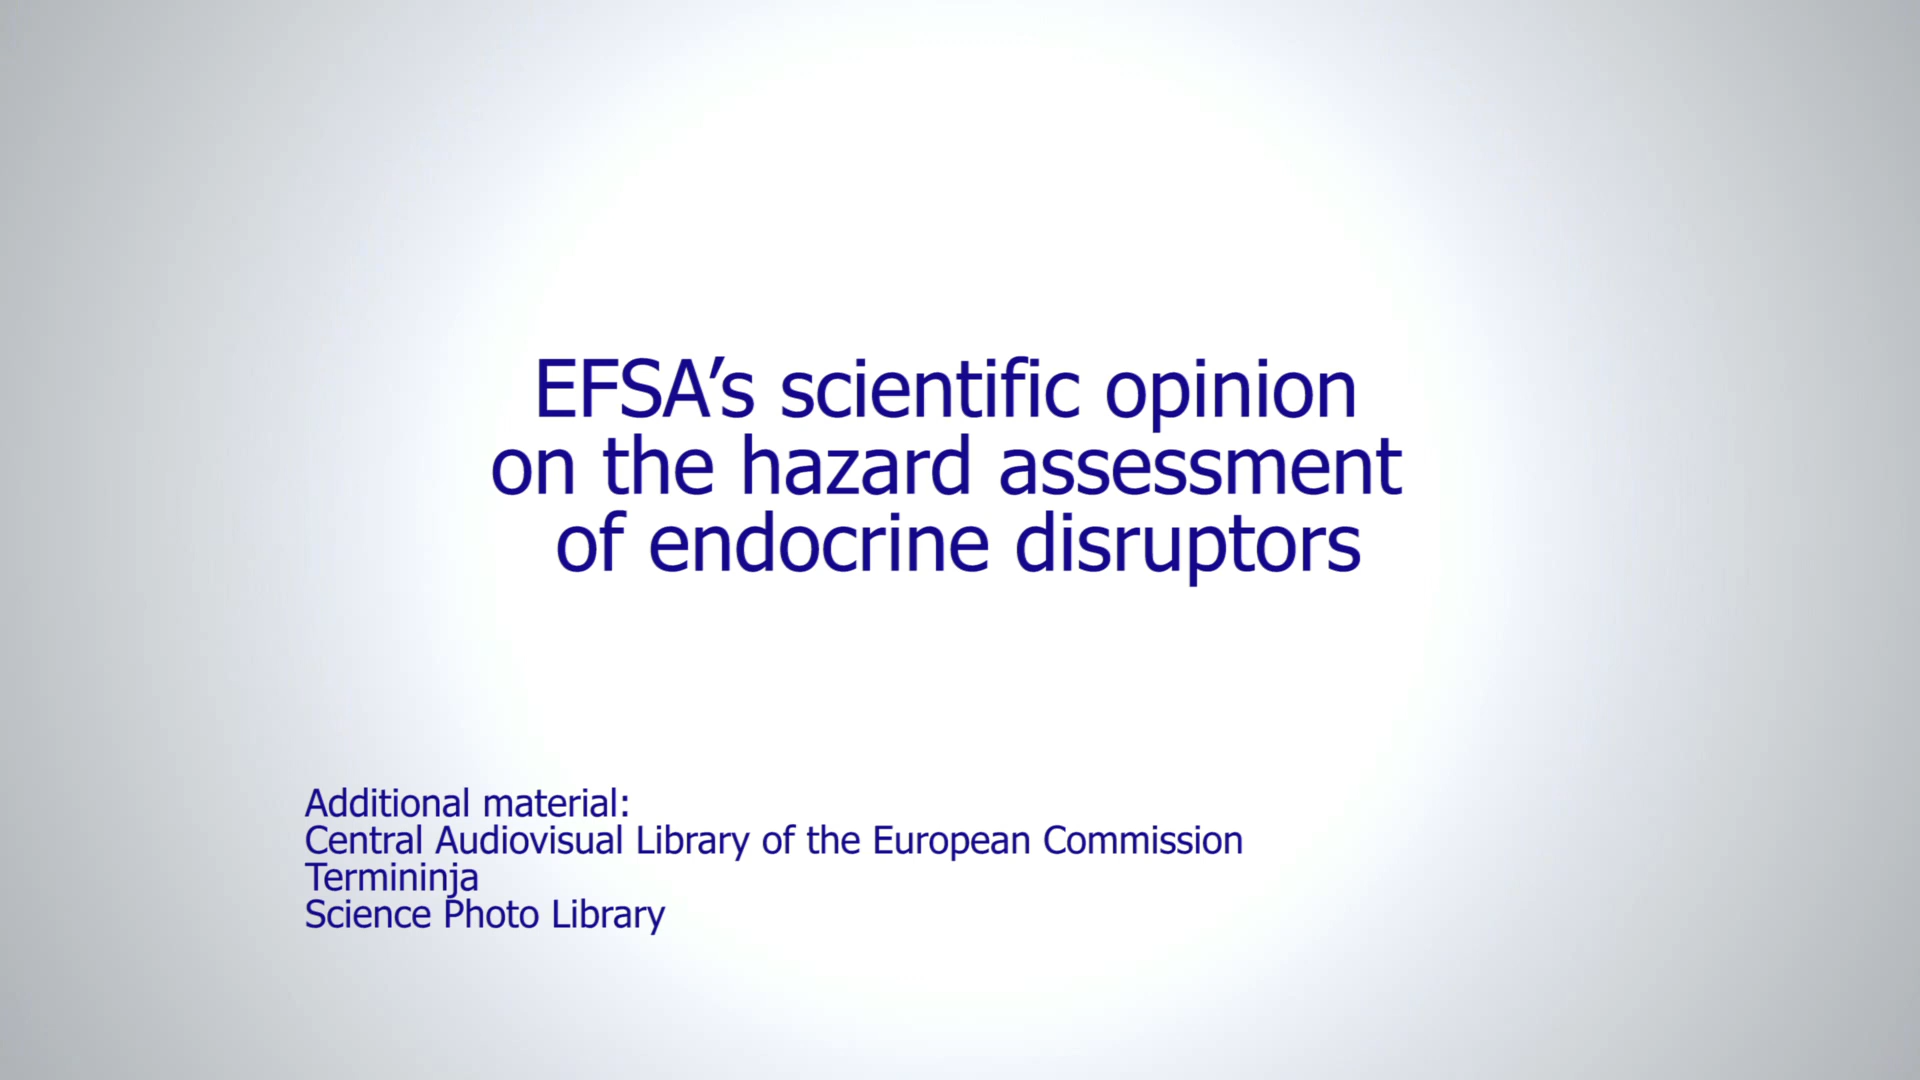 EFSA’s scientific opinion
on the hazard assessment
of endocrine disruptors
Additional material:
Central Audiovisual Library of the European Commission
Termininja
Science Photo Library